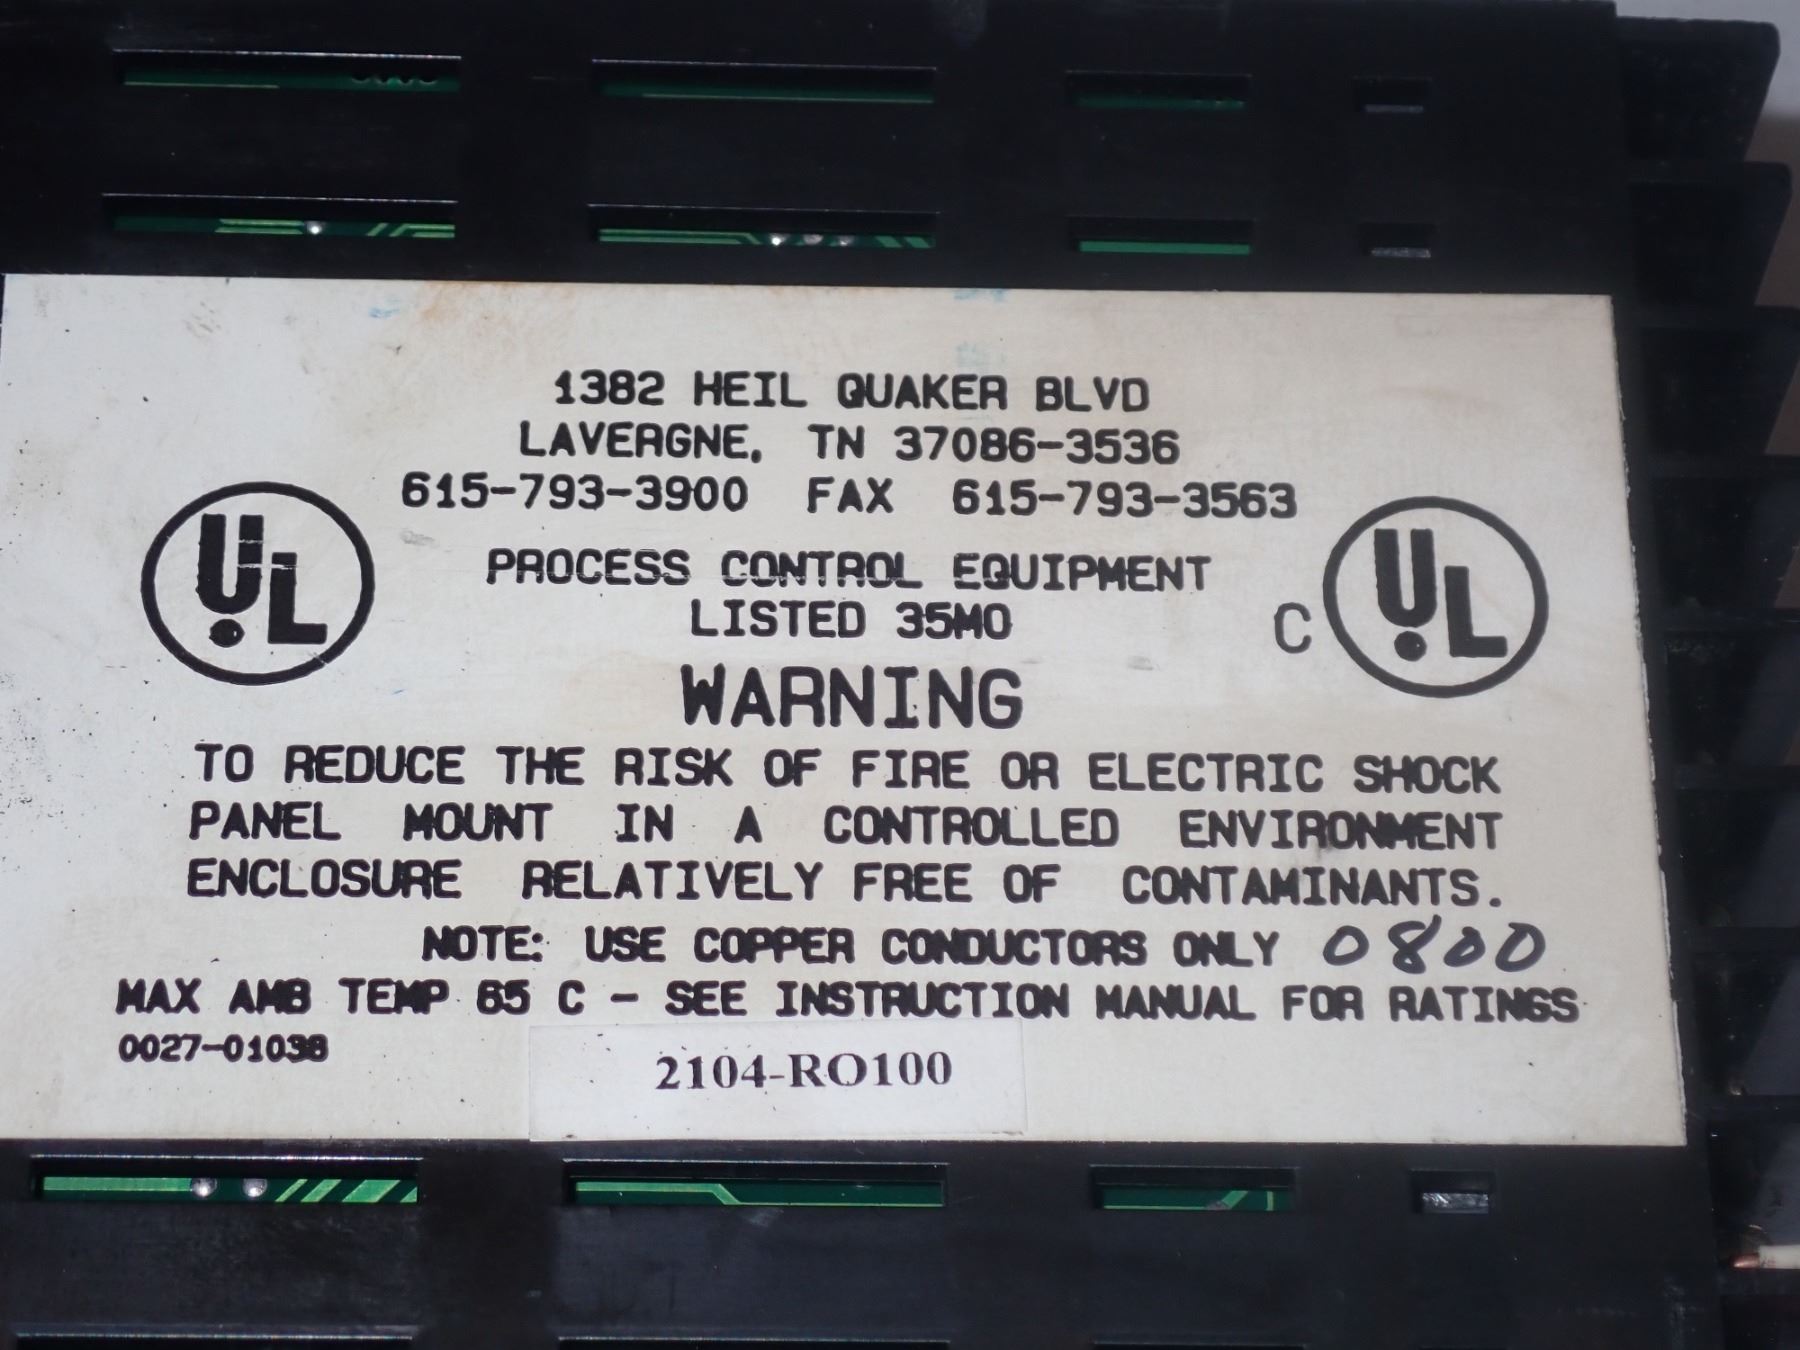 1382 HEIL QUAKER BLVD
LAVERGNE, TN 37086-3536
615-793-3900 FAX 615-793-3563
UL
PROCESS CONTROL EQUIPMENT
LISTED 35M0
C UL
WARNING
TO REDUCE THE RISK OF FIRE OR ELECTRIC SHOCK
PANEL MOUNT IN A CONTROLLED ENVIRONMENT
ENCLOSURE RELATIVELY FREE OF CONTAMINANTS.
NOTE: USE COPPER CONDUCTORS ONLY 0800
MAX AMB TEMP 65 C - SEE INSTRUCTION MANUAL FOR RATINGS
0027-01038
2104-RO100